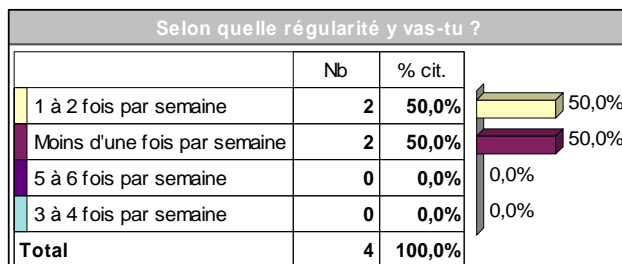 Selon quelle régularité y vas-tu ?
Nb % cit.
1 à 2 fois par semaine 2 50,0% 50,0%
Moins d'une fois par semaine 2 50,0% 50,0%
5 à 6 fois par semaine 0 0,0% 0,0%
3 à 4 fois par semaine 0 0,0% 0,0%
Total 4 100,0%